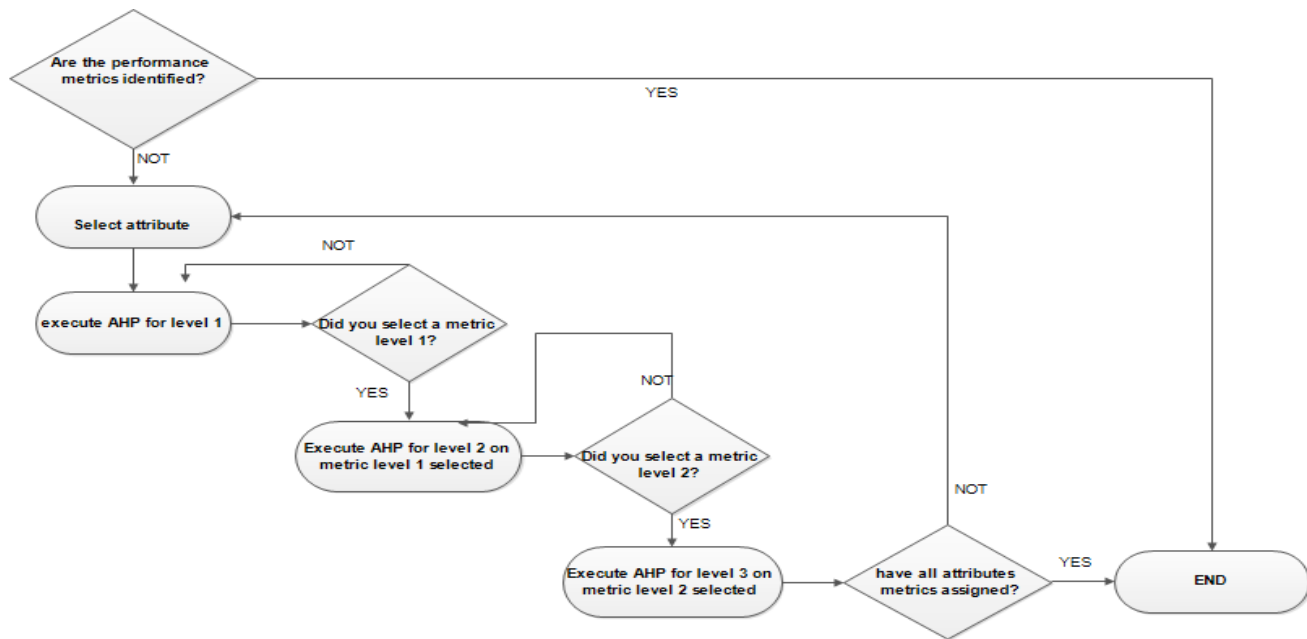 Are the performance
metrics identified?
YES
NOT
Select attribute
NOT
execute AHP for level 1
Did you select a metric
level 1?
YES
NOT
Execute AHP for level 2 on
metric level 1 selected
Did you select a metric
level 2?
NOT
YES
Execute AHP for level 3 on
metric level 2 selected
have all attributes
metrics assigned?
YES
END